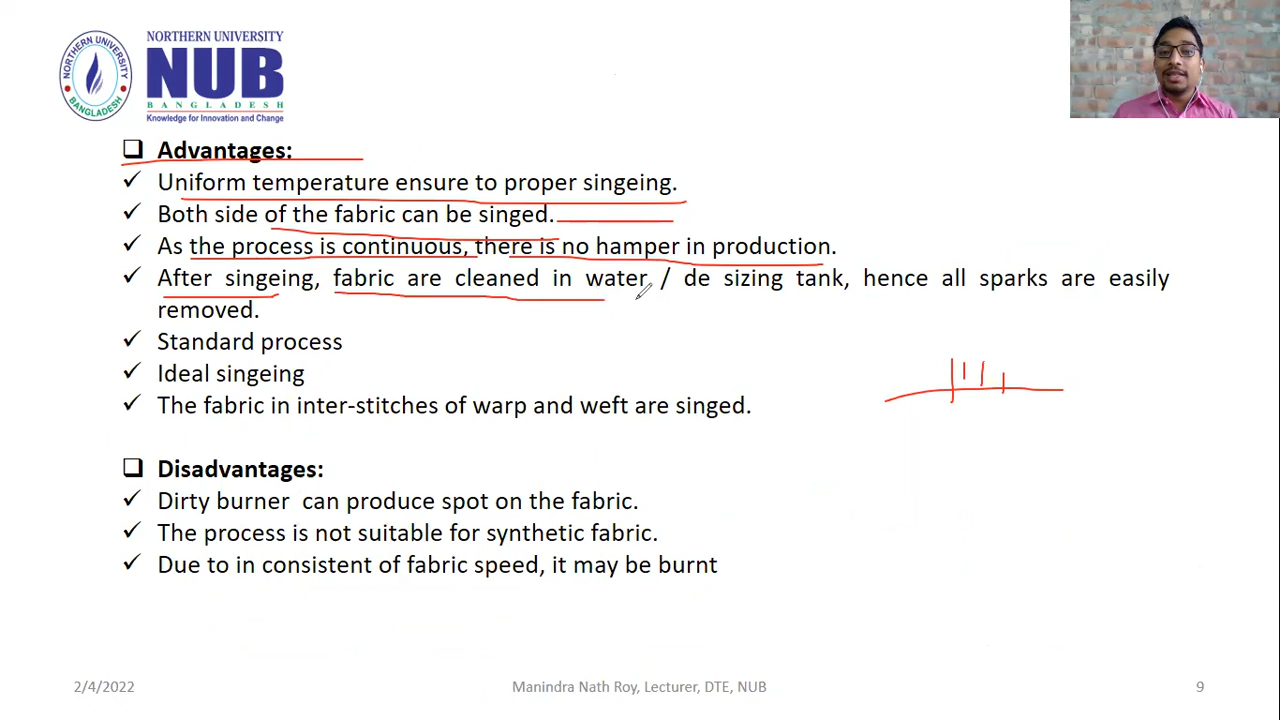 NORTHERN UNIVERSITY
NUB
BANGLADESH
Knowledge for Innovation and Change
NORTHERN UNIVERSITY
BANGLADESH
Advantages:
Uniform temperature ensure to proper singeing.
Both side of the fabric can be singed.
As the process is continuous, there is no hamper in production.
After singeing, fabric are cleaned in water / de sizing tank, hence all sparks are easily
removed.
Standard process
Ideal singeing
The fabric in inter-stitches of warp and weft are singed.
Disadvantages:
Dirty burner can produce spot on the fabric.
The process is not suitable for synthetic fabric.
Due to in consistent of fabric speed, it may be burnt
2/4/2022
Manindra Nath Roy, Lecturer, DTE, NUB
9